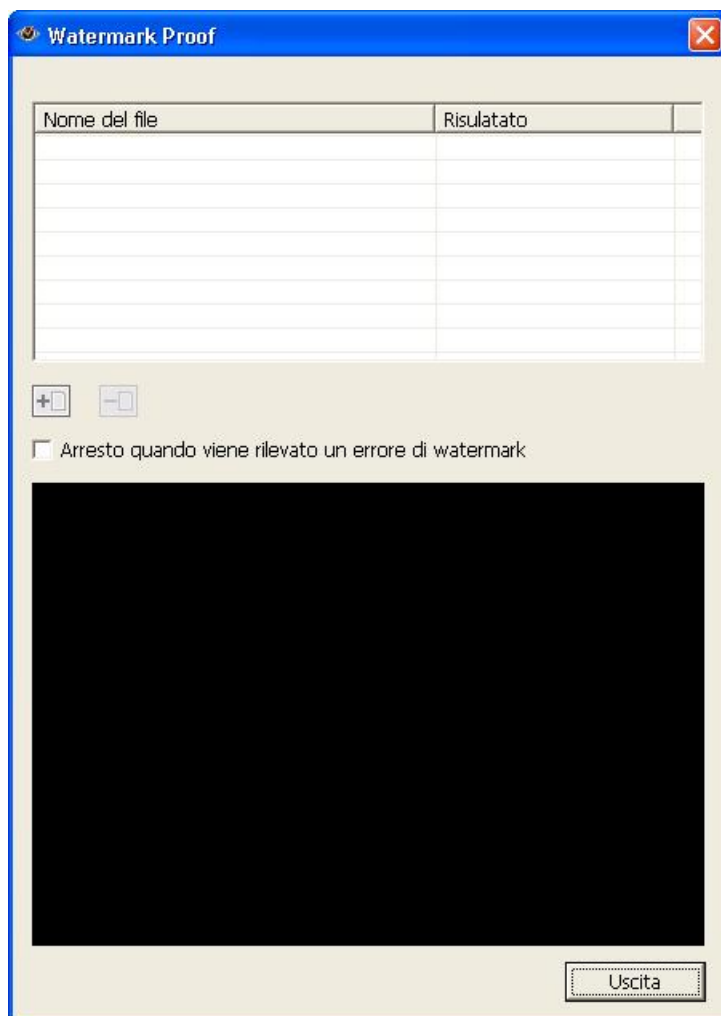 Watermark Proof
Nome del file Risulatato
Arresto quando viene rilevato un errore di watermark
Uscita